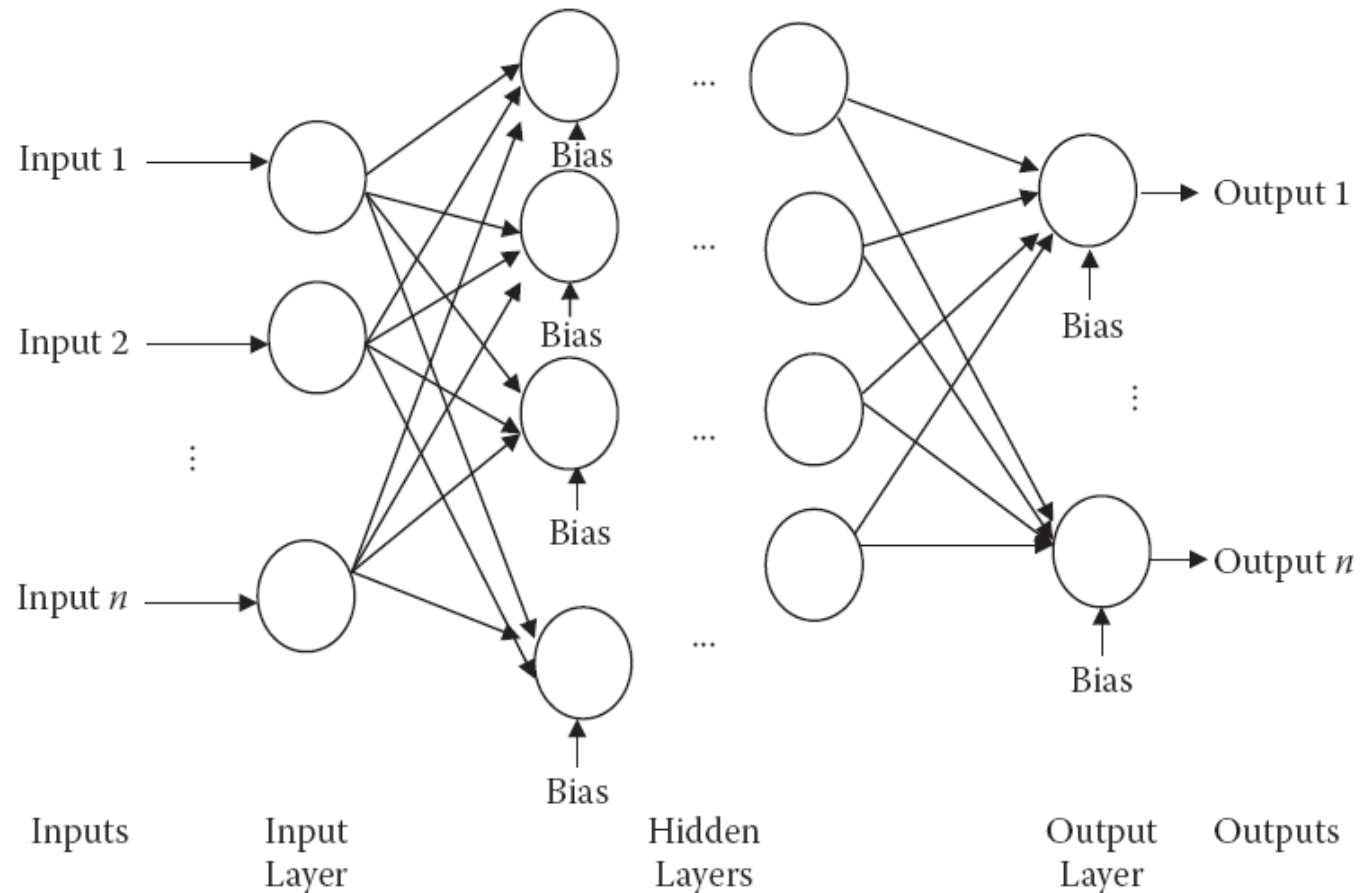 ...
Input 1
Bias
Output 1
...
Input 2
Bias
Bias
⋮
...
⋮
Bias
Output n
Input n
...
Bias
Bias
Inputs
Input
Layer
Hidden
Layers
Output
Layer
Outputs